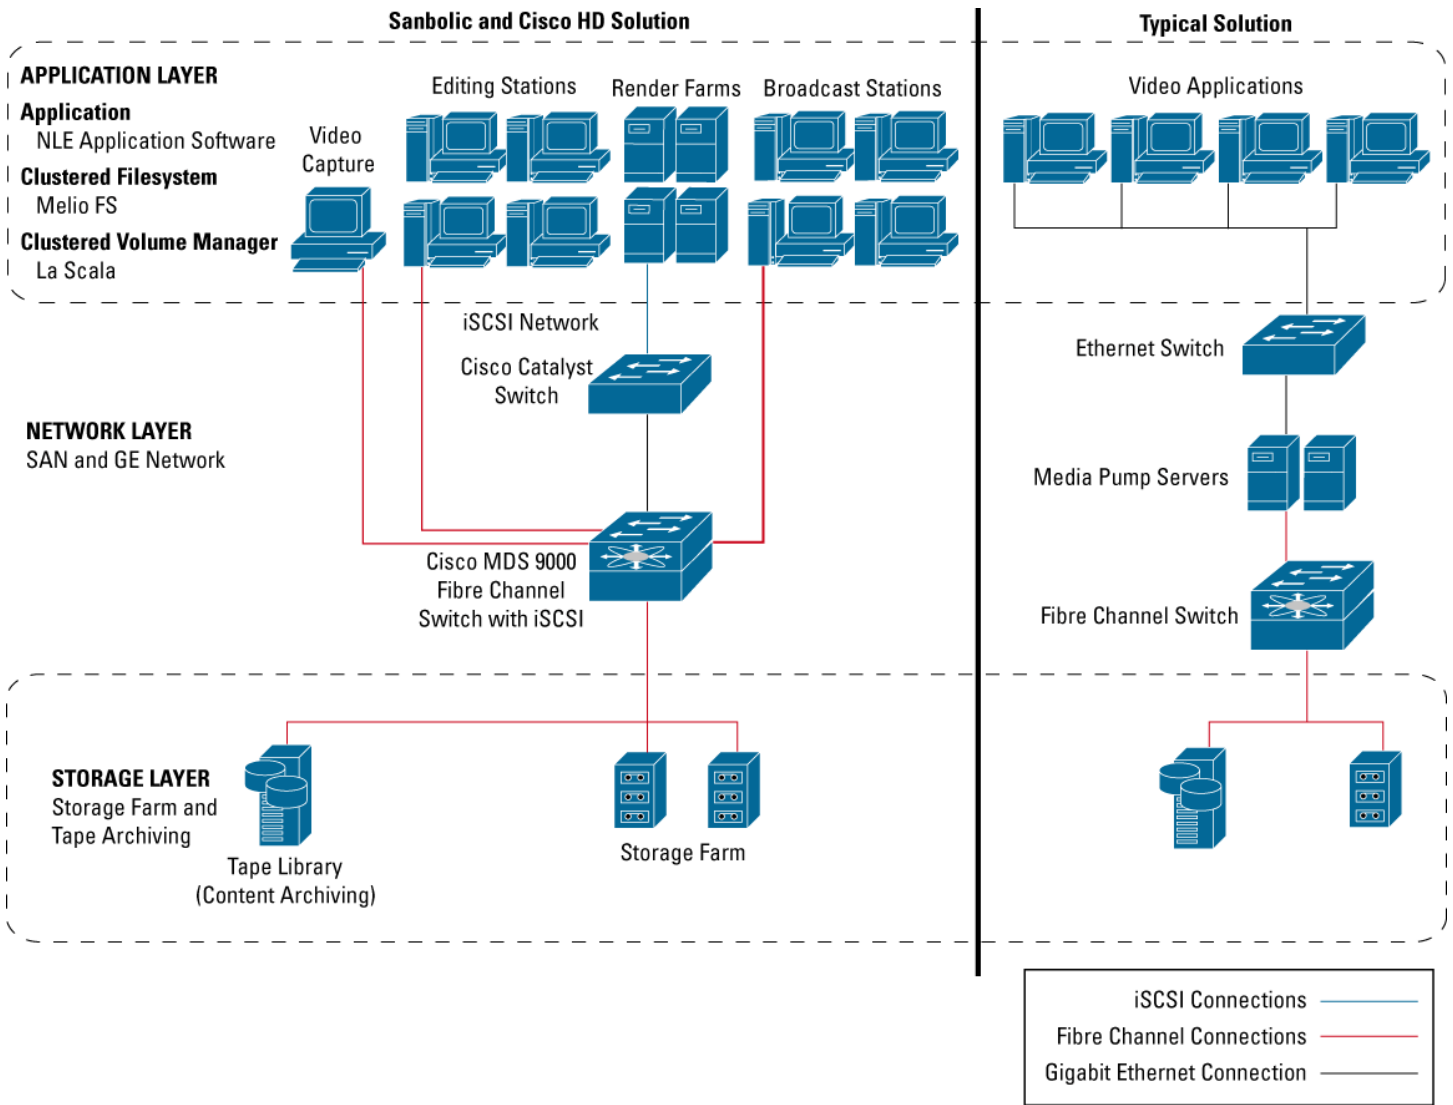 Sanbolic and Cisco HD Solution
Typical Solution
APPLICATION LAYER
Application
NLE Application Software
Clustered Filesystem
Melio FS
Clustered Volume Manager
La Scala
Video
Capture
Editing Stations
Render Farms
Broadcast Stations
Video Applications
iSCSI Network
Cisco Catalyst
Switch
Ethernet Switch
NETWORK LAYER
SAN and GE Network
Media Pump Servers
Cisco MDS 9000
Fibre Channel
Switch with iSCSI
Fibre Channel Switch
STORAGE LAYER
Storage Farm and
Tape Archiving
Tape Library
(Content Archiving)
Storage Farm
iSCSI Connections
Fibre Channel Connections
Gigabit Ethernet Connection